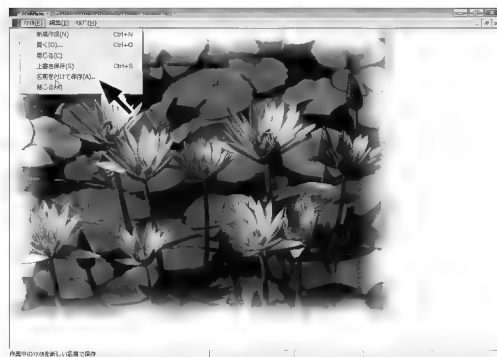 ファイル(F) 編集(E) ヘルプ(H)
新規作成(N) Ctrl+N
開く(O)... Ctrl+O
閉じる(C)
上書き保存(S) Ctrl+S
名前を付けて保存(A)...
作業中のファイルを新しい名前で保存